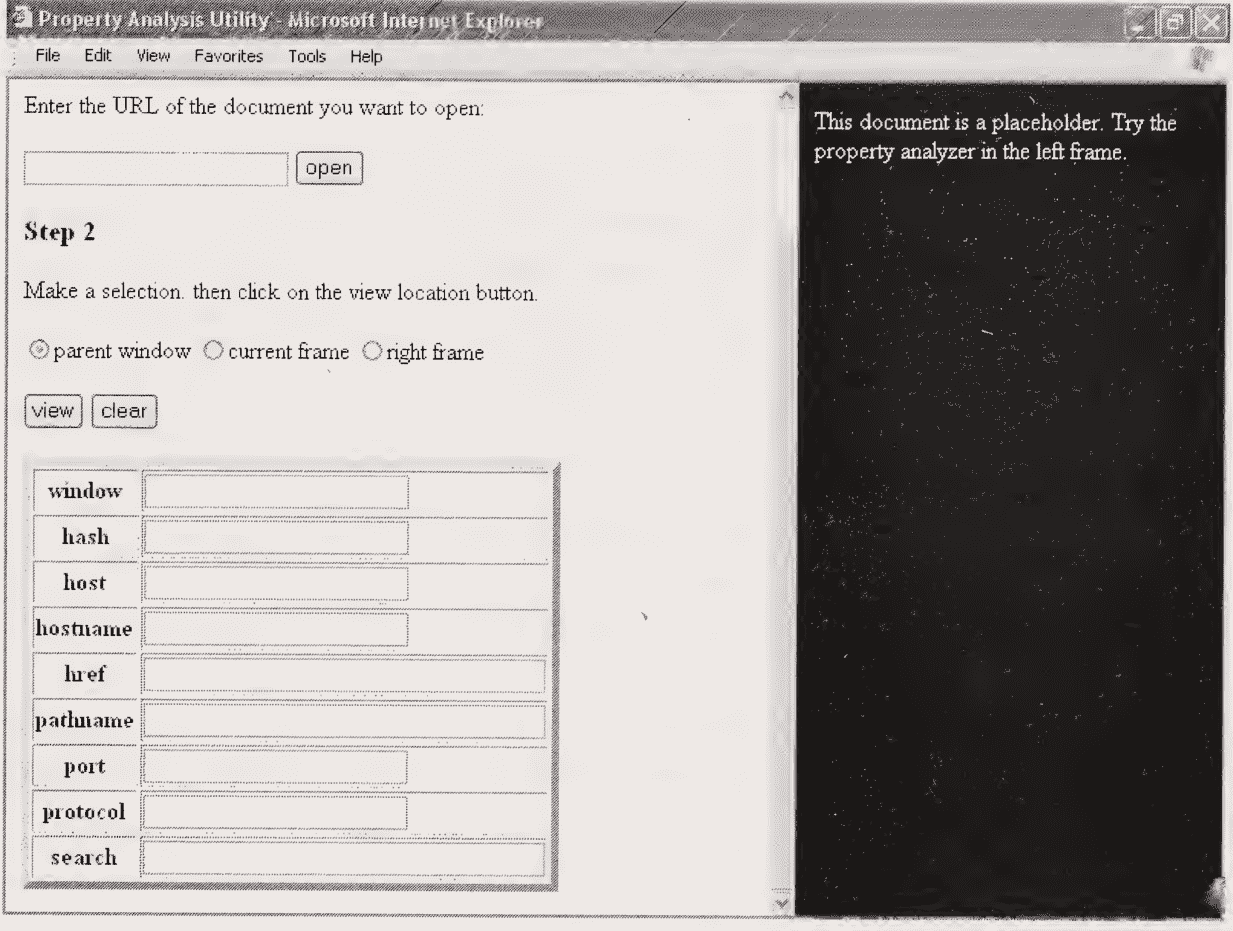 Property Analysis Utility - Microsoft Internet Explorer
File Edit View Favorites Tools Help
Enter the URL of the document you want to open:
open
Step 2
Make a selection. then click on the view location button.
parent window current frame right frame
view clear
window
hash
host
hostname
href
pathname
port
protocol
search
This document is a placeholder. Try the
property analyzer in the left frame.